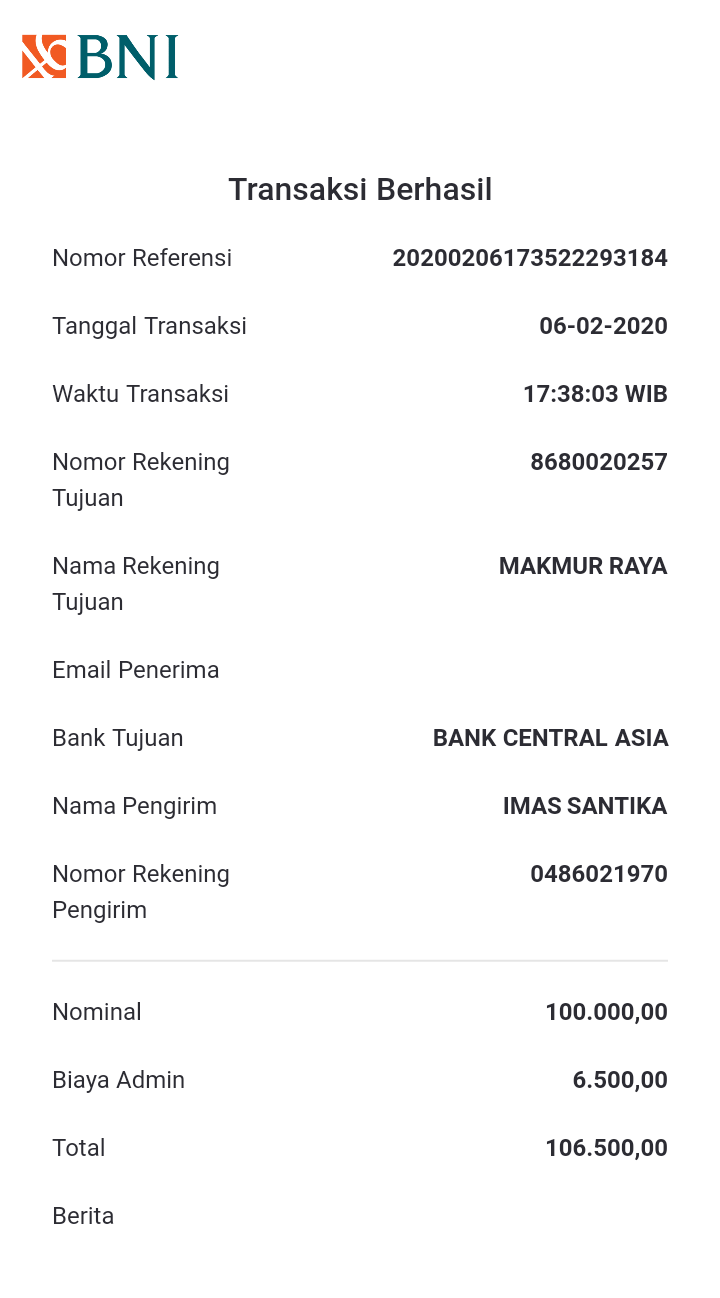 BNI
Transaksi Berhasil
Nomor Referensi 20200206173522293184
Tanggal Transaksi 06-02-2020
Waktu Transaksi 17:38:03 WIB
Nomor Rekening 8680020257
Tujuan
Nama Rekening MAKMUR RAYA
Tujuan
Email Penerima
Bank Tujuan BANK CENTRAL ASIA
Nama Pengirim IMAS SANTIKA
Nomor Rekening 0486021970
Pengirim
Nominal 100.000,00
Biaya Admin 6.500,00
Total 106.500,00
Berita